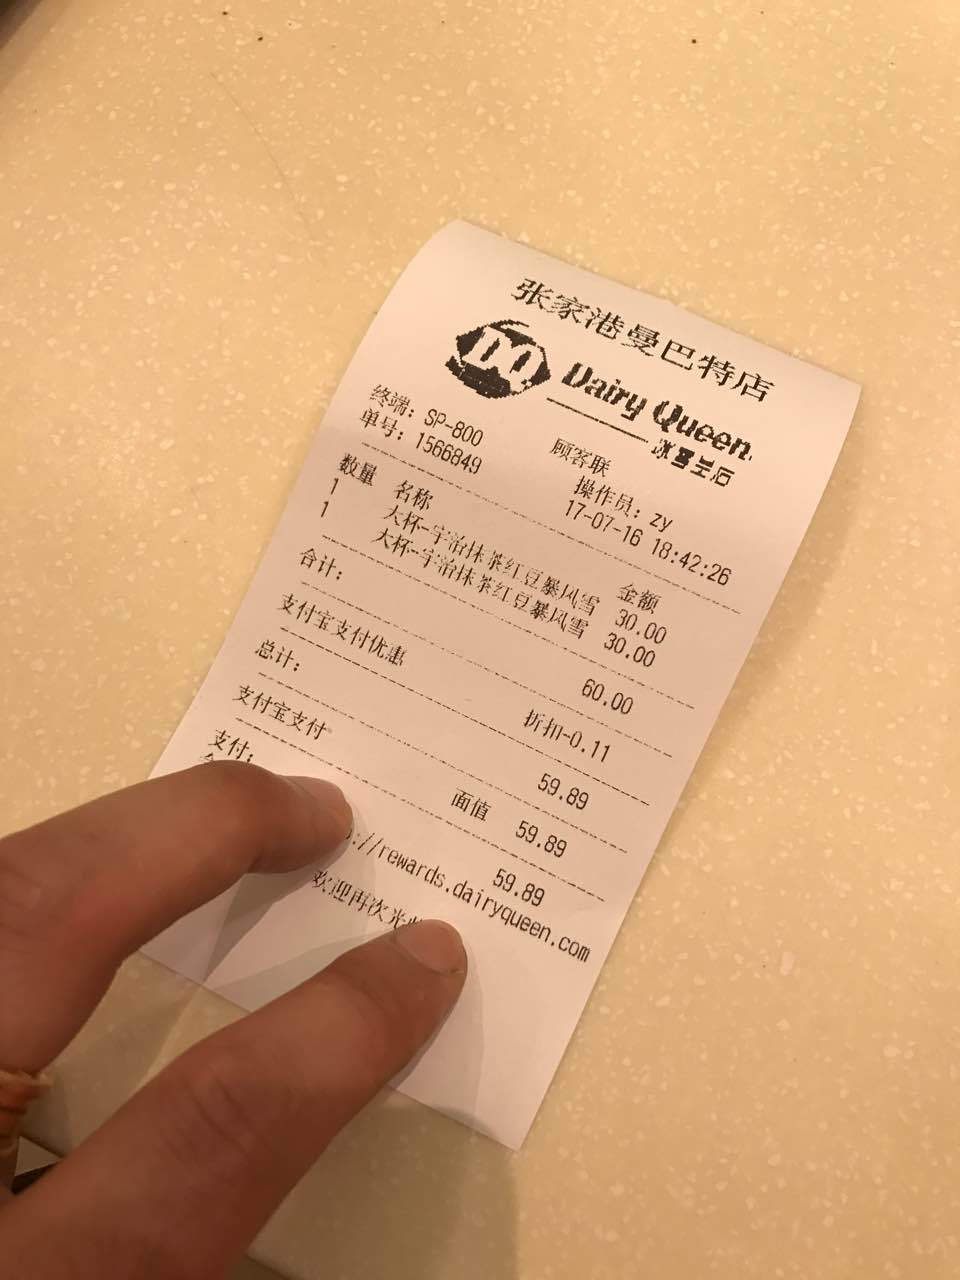 张家港曼巴特店
DQ
Dairy Queen.
冰雪皇后
终端: SP-800 顾客联
单号: 1566849 操作员: zy
17-07-16 18:42:26
数量 名称 金额
1 大杯-宇治抹茶红豆暴风雪 30.00
1 大杯-宇治抹茶红豆暴风雪 30.00
合计: 60.00
支付宝支付优惠 折扣-0.11
总计: 59.89
支付宝支付 面值 59.89
支付: 59.89
://rewards.dairyqueen.com
欢迎再次光